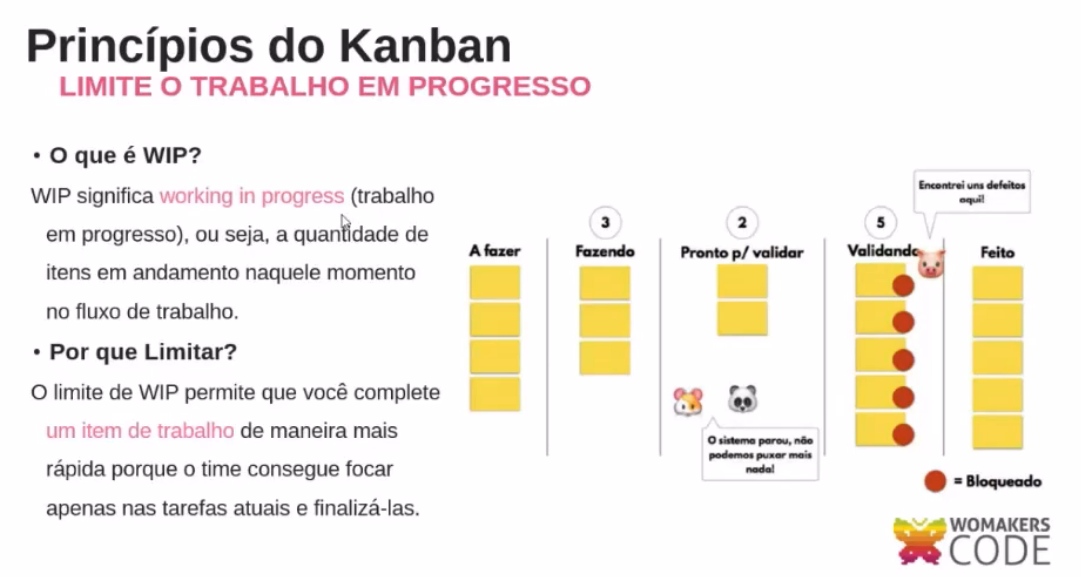 Princípios do Kanban
LIMITE O TRABALHO EM PROGRESSO
• O que é WIP?
WIP significa working in progress (trabalho
em progresso), ou seja, a quantidade de
itens em andamento naquele momento
no fluxo de trabalho.
• Por que Limitar?
O limite de WIP permite que você complete
um item de trabalho de maneira mais
rápida porque o time consegue focar
apenas nas tarefas atuais e finalizá-las.
Encontrei uns defeitos
aqui!
3
2
5
A fazer
Fazendo
Pronto p/ validar
Validando
Feito
O sistema parou, não
podemos puxar mais
nada!
= Bloqueado
WOMAKERS
CODE